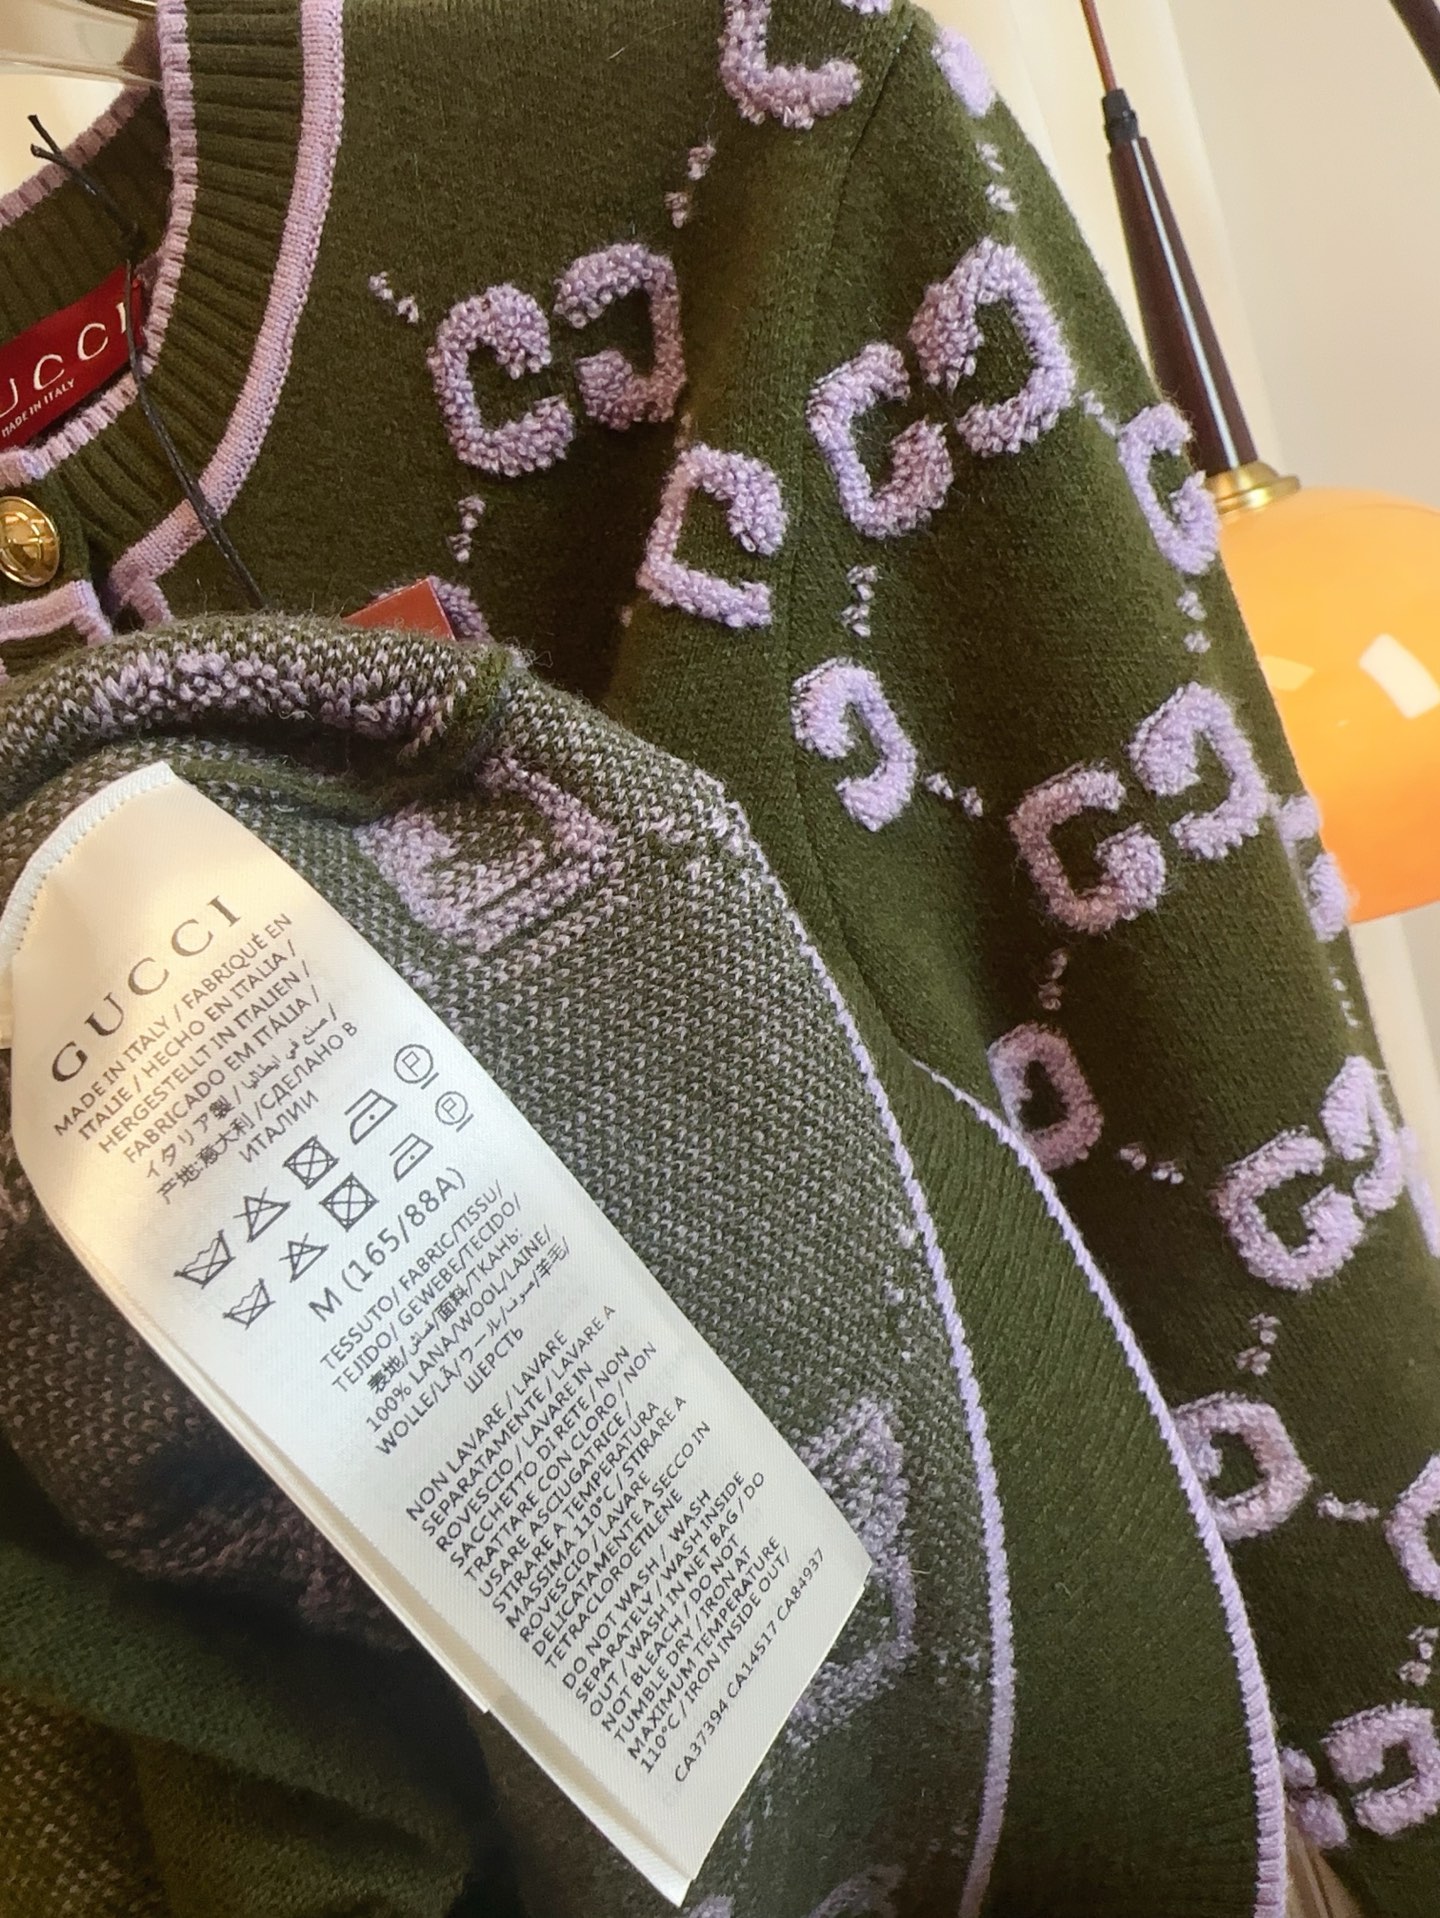 UCCI
MADE IN ITALY
GUCCI
MADE IN ITALY / FABRIQUÉ EN
ITALIE / HECHO EN ITALIA /
HERGESTELLT IN ITALIEN /
FABRICADO EM ITÁLIA /
イタリア製 / صنع في ايطاليا /
产地:意大利 /СДЕЛАНО В
ИТАЛИИ
P
P
M (165/88A)
TESSUTO/ FABRIC/TISSU/
TEJIDO/ GEWEBE/TECIDO/
表地/قماش/面料/ТКАНЬ:
100% LANA/WOOL/LAINE/
WOLLE/LÃ/ウール/صوف/羊毛/
ШЕРСТЬ
NON LAVARE / LAVARE
SEPARATAMENTE / LAVARE A
ROVESCIO / LAVARE IN
SACCHETTO DI RETE / NON
TRATTARE CON CLORO / NON
USARE ASCIUGATRICE /
STIRARE A TEMPERATURA
MASSIMA 110°C / STIRARE A
ROVESCIO / LAVARE
DELICATAMENTE A SECCO IN
TETRACLOROETILENE
DO NOT WASH / WASH
SEPARATELY / WASH INSIDE
OUT / WASH IN NET BAG / DO
NOT BLEACH / DO NOT
TUMBLE DRY / IRON AT
MAXIMUM TEMPERATURE
110°C / IRON INSIDE OUT/
CA37394 CA14517 CA84937